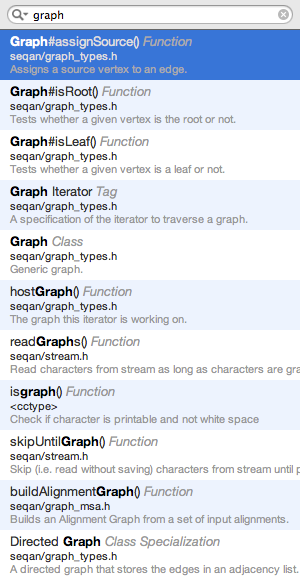 graph
Graph#assignSource() Function
seqan/graph_types.h
Assigns a source vertex to an edge.
Graph#isRoot() Function
seqan/graph_types.h
Tests whether a given vertex is the root or not.
Graph#isLeaf() Function
seqan/graph_types.h
Tests whether a given vertex is a leaf or not.
Graph Iterator Tag
seqan/graph_types.h
A specification of the iterator to traverse a graph.
Graph Class
seqan/graph_types.h
Generic graph.
hostGraph() Function
seqan/graph_types.h
The graph this iterator is working on.
readGraphs() Function
seqan/stream.h
Read characters from stream as long as characters are gra
isgraph() Function
<cctype>
Check if character is printable and not white space
skipUntilGraph() Function
seqan/stream.h
Skip (i.e. read without saving) characters from stream until p
buildAlignmentGraph() Function
seqan/graph_msa.h
Builds an Alignment Graph from a set of input alignments.
Directed Graph Class Specialization
seqan/graph_types.h
A directed graph that stores the edges in an adjacency list.